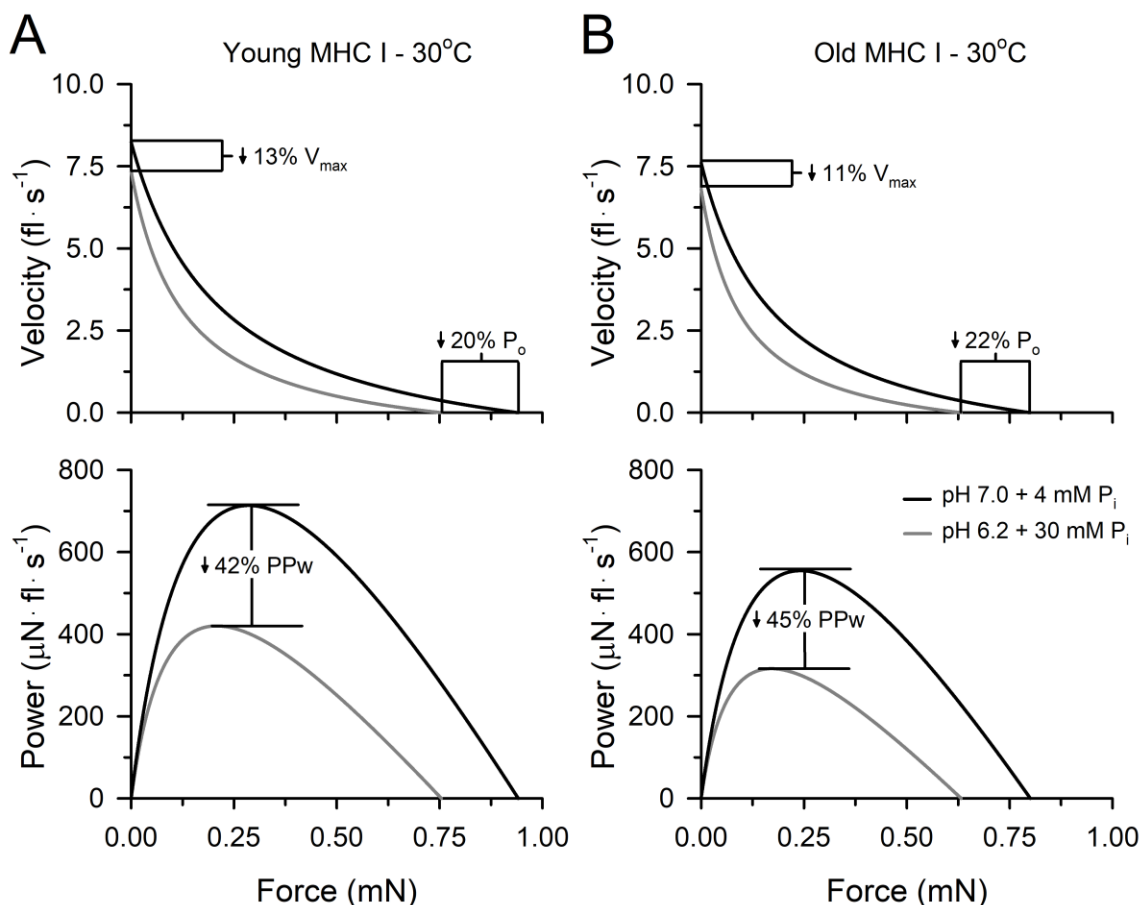 A
Young MHC I - 30°C
Velocity (fl · s⁻¹)
10.0
7.5
5.0
2.5
0.0
↓ 13% Vmax
↓ 20% Po
B
Old MHC I - 30°C
Velocity (fl · s⁻¹)
10.0
7.5
5.0
2.5
0.0
↓ 11% Vmax
↓ 22% Po
Power (μN · fl · s⁻¹)
800
600
400
200
0
↓ 42% PPw
0.00 0.25 0.50 0.75 1.00
Force (mN)
Power (μN · fl · s⁻¹)
800
600
400
200
0
pH 7.0 + 4 mM Pi
pH 6.2 + 30 mM Pi
↓ 45% PPw
0.00 0.25 0.50 0.75 1.00
Force (mN)